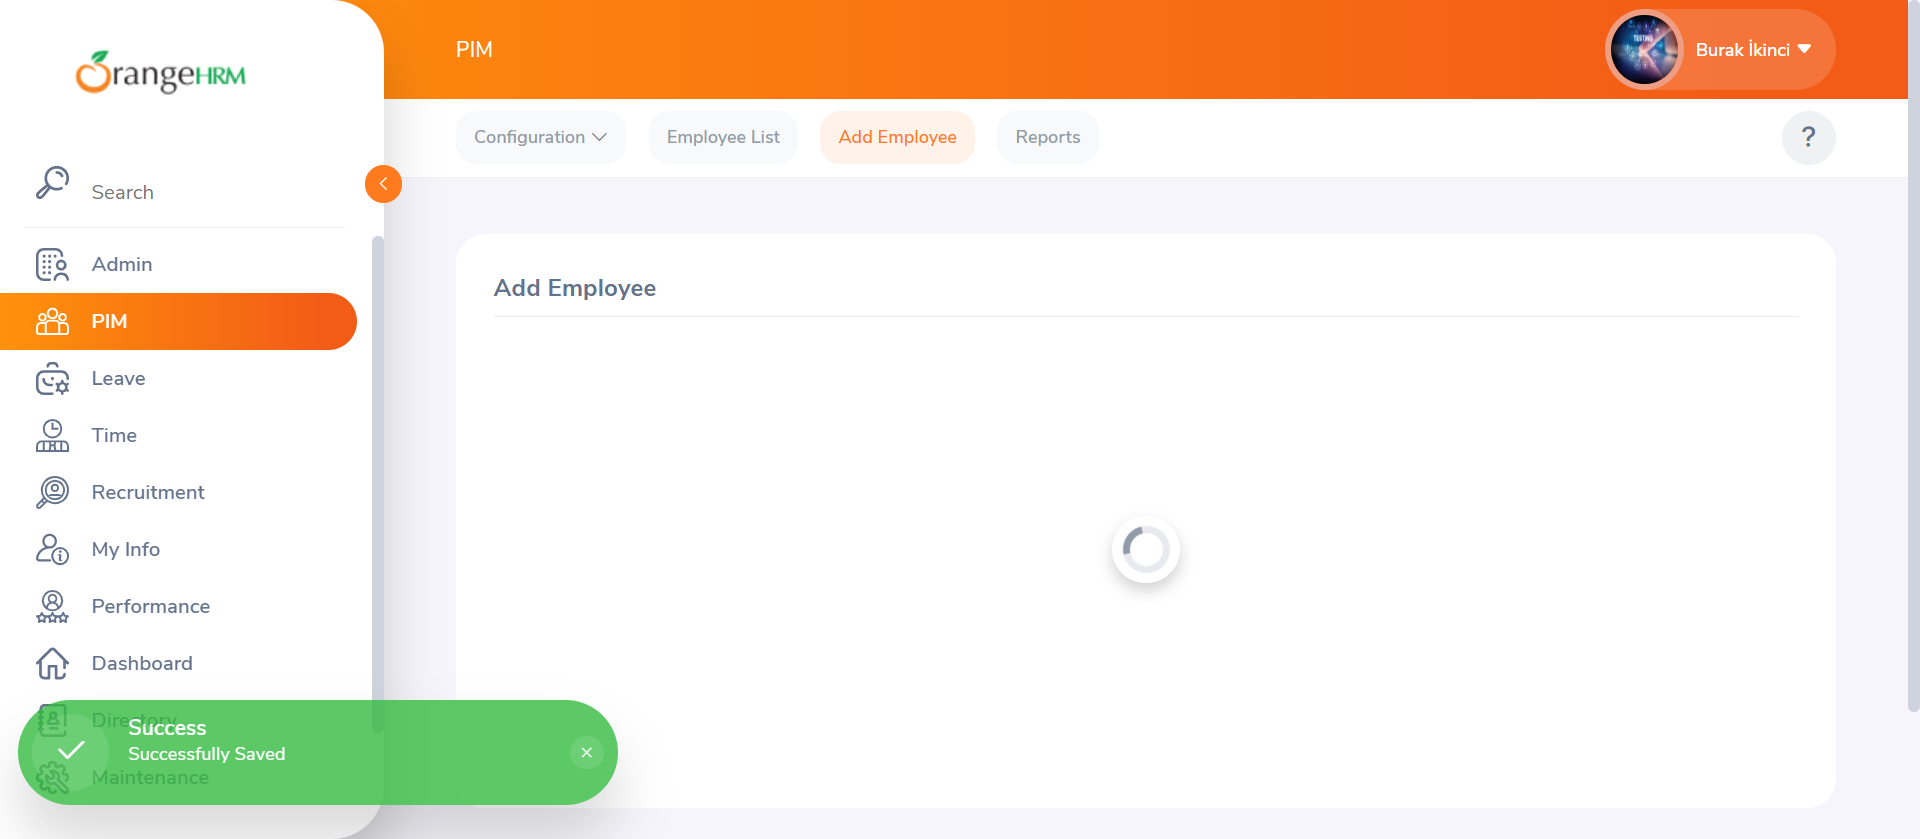 OrangeHRM
PIM
Burak İkinci
Configuration
Employee List
Add Employee
Reports
?
Search
Admin
PIM
Leave
Time
Recruitment
My Info
Performance
Dashboard
Directory
Maintenance
Add Employee
Success
Successfully Saved
TESTING